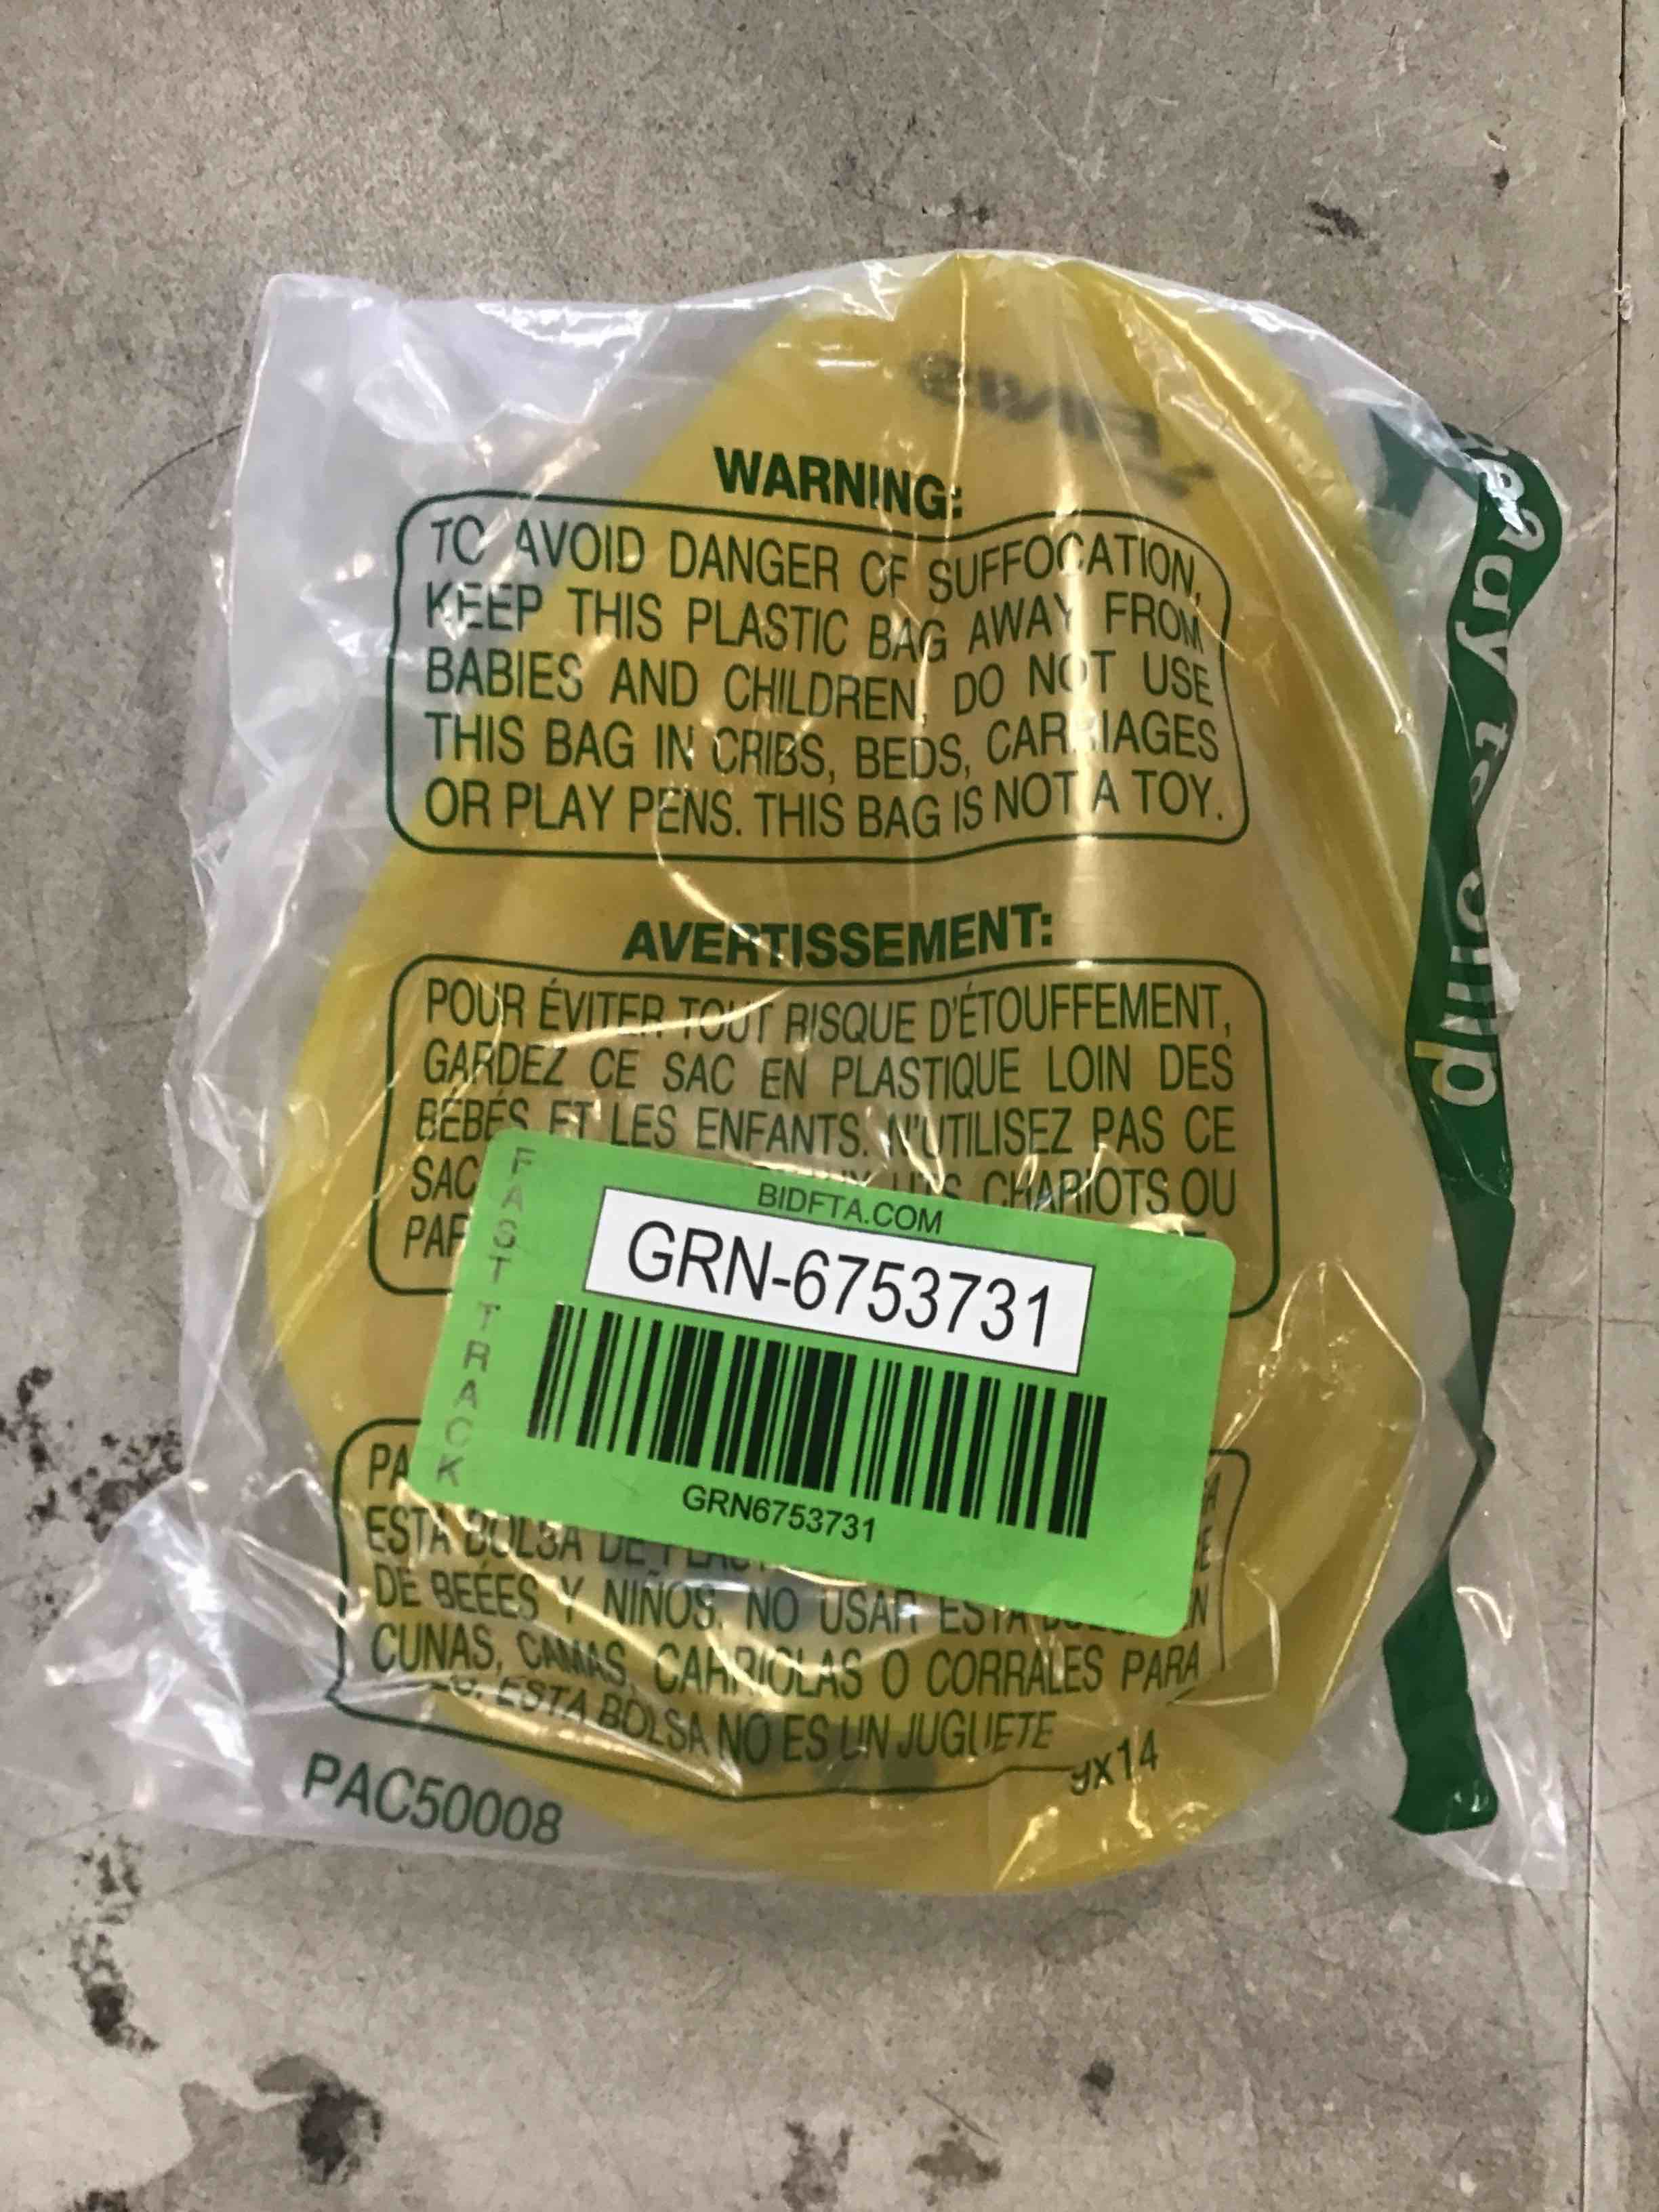 FINIS
WARNING:
TO AVOID DANGER OF SUFFOCATION,
KEEP THIS PLASTIC BAG AWAY FROM
BABIES AND CHILDREN, DO NOT USE
THIS BAG IN CRIBS, BEDS, CARRIAGES
OR PLAY PENS. THIS BAG IS NOT A TOY.
AVERTISSEMENT:
POUR ÉVITER TOUT RISQUE D'ÉTOUFFEMENT,
GARDEZ CE SAC EN PLASTIQUE LOIN DES
BÉBÉS ET LES ENFANTS. N'UTILISEZ PAS CE
SAC CHARIOTS OU
FAST TRACK
BIDFTA.COM
GRN-6753731
GRN6753731
ESTA BOLSA DE
DE BEÉES Y NIÑOS. NO USAR ESTA
CUNAS, CAMAS, CARRIOLAS O CORRALES PARA
ESTA BOLSA NO ES UN JUGUETE
9x14
PAC50008